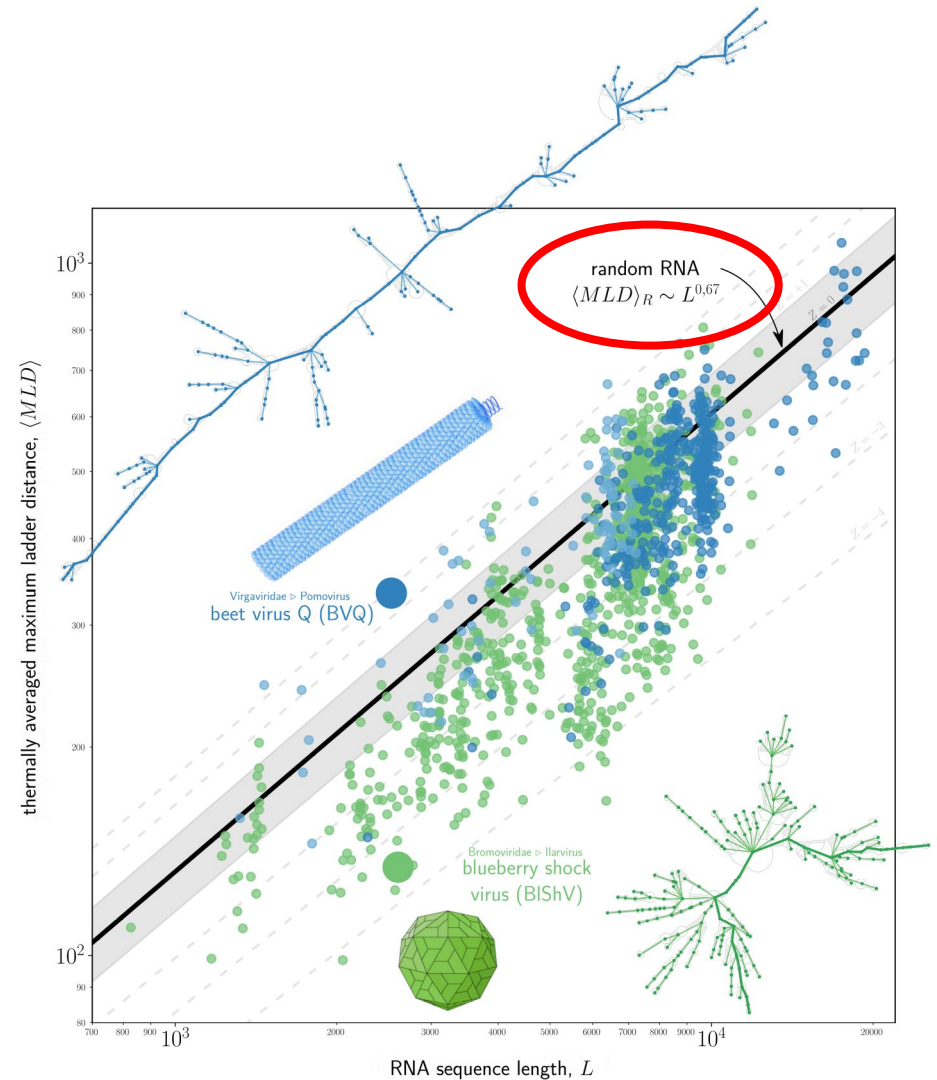 random RNA
⟨MLD⟩_R ∼ L^{0,67}
Z = +1
Z = 0
Z = −3
Z = −4
thermally averaged maximum ladder distance, ⟨MLD⟩
10^3
900
800
700
600
500
400
300
200
10^2
90
80
Virgaviridae ▷ Pomovirus
beet virus Q (BVQ)
Bromoviridae ▷ Ilarvirus
blueberry shock
virus (BlShV)
700 800 900 10^3 2000 3000 4000 5000 6000 7000 8000 9000 10^4 20000
RNA sequence length, L